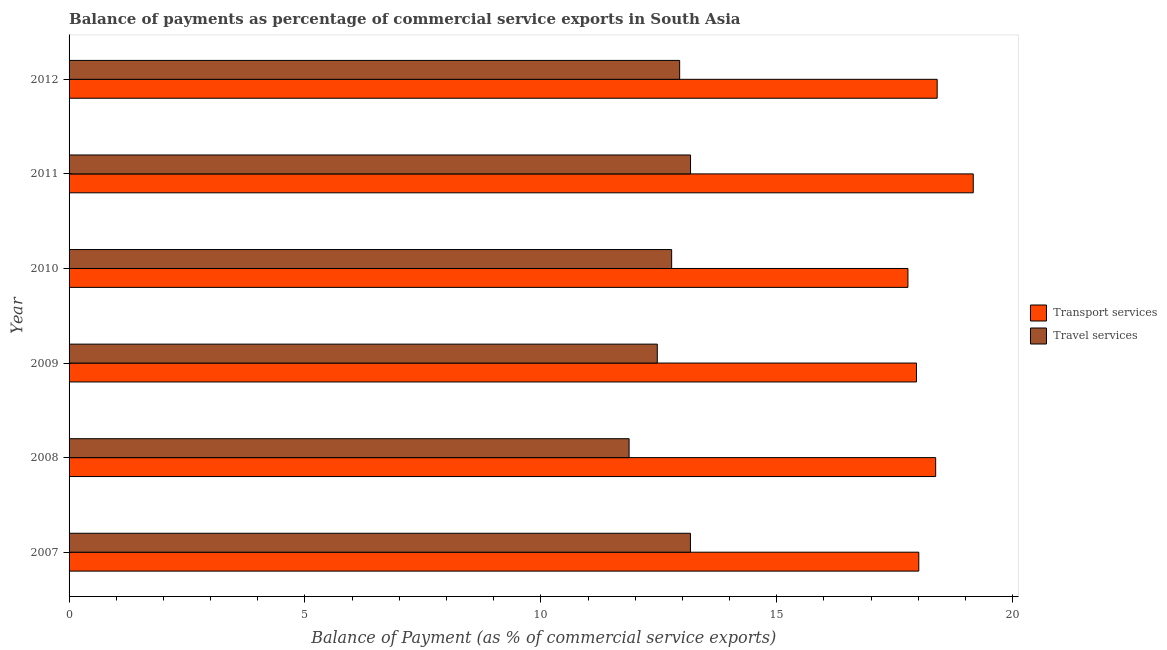 Balance of payments as percentage of commercial service exports in South Asia
2012
2011
2010
2009
2008
2007
Year
0
5
10
15
20
Balance of Payment (as % of commercial service exports)
Transport services
Travel services